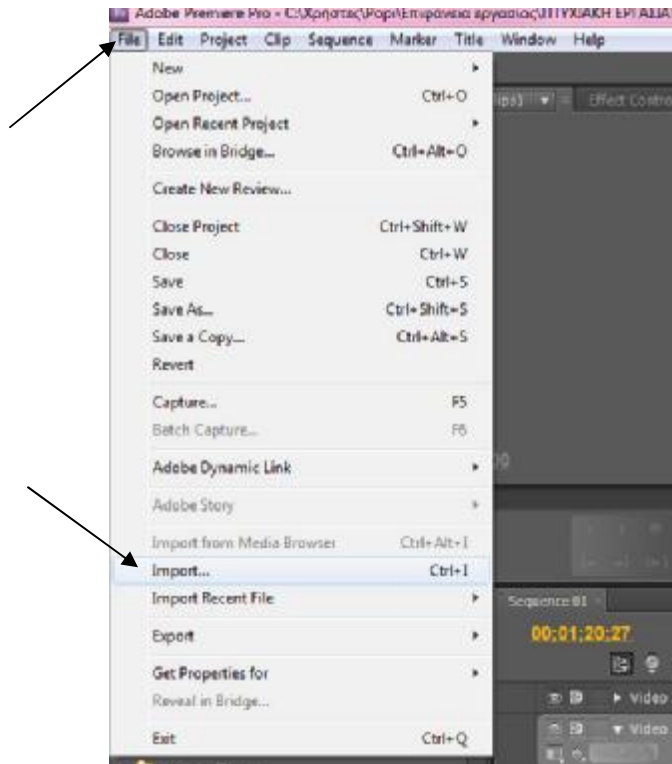 Adobe Premiere Pro - C:\Χρήστες\Popi\Επιφάνεια εργασίας\ΠΤΥΧΙΑΚΗ ΕΡΓΑΣΙΑ
File Edit Project Clip Sequence Marker Title Window Help
New
Open Project... Ctrl+O
Open Recent Project
Browse in Bridge... Ctrl+Alt+O
Create New Review...
Close Project Ctrl+Shift+W
Close Ctrl+W
Save Ctrl+S
Save As... Ctrl+Shift+S
Save a Copy... Ctrl+Alt+S
Revert
Capture... F5
Batch Capture... F6
Adobe Dynamic Link
Adobe Story
Import from Media Browser Ctrl+Alt+I
Import... Ctrl+I
Import Recent File
Export
Get Properties for
Reveal in Bridge...
Exit Ctrl+Q
Effect Contro
Sequence 01
00;01;20;27
Video
Video